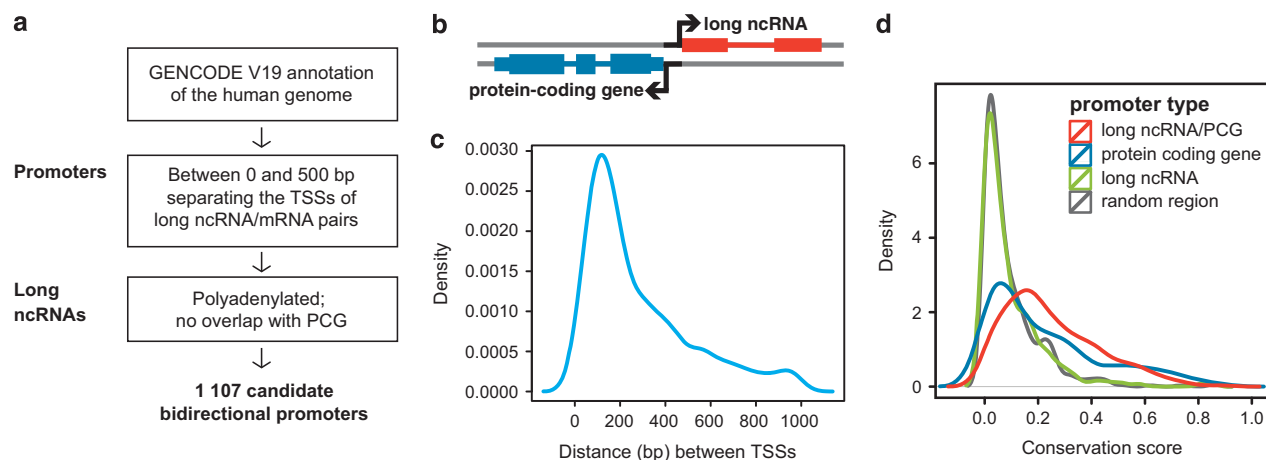 a
GENCODE V19 annotation
of the human genome
Promoters
Between 0 and 500 bp
separating the TSSs of
long ncRNA/mRNA pairs
Long
ncRNAs
Polyadenylated;
no overlap with PCG
1 107 candidate
bidirectional promoters
b
long ncRNA
protein-coding gene
c
0.0030
0.0025
0.0020
0.0015
0.0010
0.0005
0.0000
Density
0 200 400 600 800 1000
Distance (bp) between TSSs
d
promoter type
long ncRNA/PCG
protein coding gene
long ncRNA
random region
6
4
2
0
Density
0.0 0.2 0.4 0.6 0.8 1.0
Conservation score